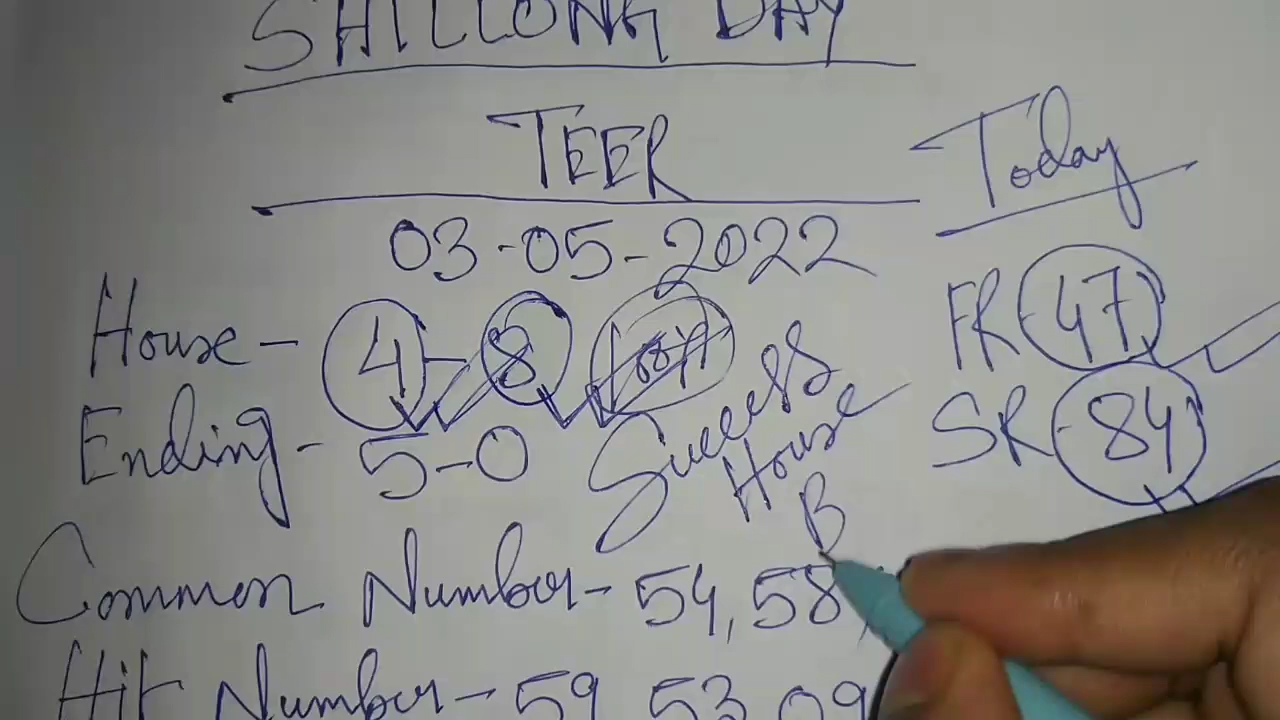 SHILLONG DAY
TEER
Today
03-05-2022
House - 4 - 8
FR 47
Ending - 5-0
Success
House
B
SR 84
Common Number - 54, 58,
Hit Number - 59, 53, 09